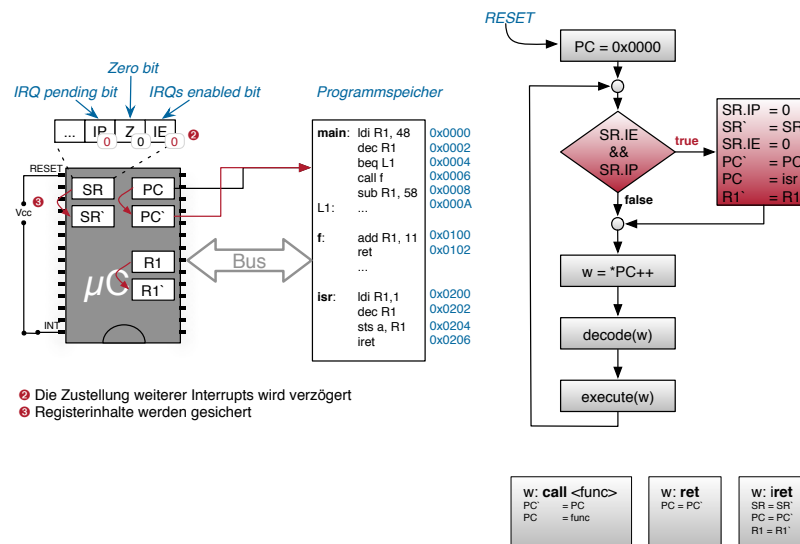 RESET
PC = 0x0000
Zero bit
IRQ pending bit
IRQs enabled bit
Programmspeicher
... IP Z IE ❷
0 0 0
main: ldi R1, 48 0x0000
dec R1 0x0002
beq L1 0x0004
call f 0x0006
sub R1, 58 0x0008
L1: ... 0x000A
f: add R1, 11 0x0100
ret 0x0102
...
isr: ldi R1,1 0x0200
dec R1 0x0202
sts a, R1 0x0204
iret 0x0206
RESET
❸
Vcc
INT
SR
SR`
PC
PC`
R1
R1`
µC
Bus
SR.IE
&&
SR.IP
true
false
SR.IP = 0
SR` = SR
SR.IE = 0
PC` = PC
PC = isr
R1` = R1
w = *PC++
decode(w)
execute(w)
❷ Die Zustellung weiterer Interrupts wird verzögert
❸ Registerinhalte werden gesichert
w: call <func>
PC` = PC
PC = func
w: ret
PC = PC`
w: iret
SR = SR`
PC = PC`
R1 = R1`